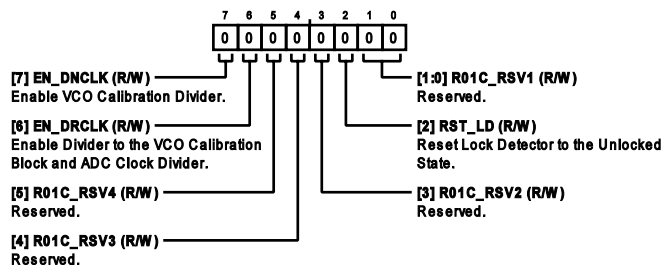 7 6 5 4 3 2 1 0
0 0 0 0 0 0 0 0
[7] EN_DNCLK (R/W)
Enable VCO Calibration Divider.
[6] EN_DRCLK (R/W)
Enable Divider to the VCO Calibration
Block and ADC Clock Divider.
[5] R01C_RSV4 (R/W)
Reserved.
[4] R01C_RSV3 (R/W)
Reserved.
[1:0] R01C_RSV1 (R/W)
Reserved.
[2] RST_LD (R/W)
Reset Lock Detector to the Unlocked
State.
[3] R01C_RSV2 (R/W)
Reserved.